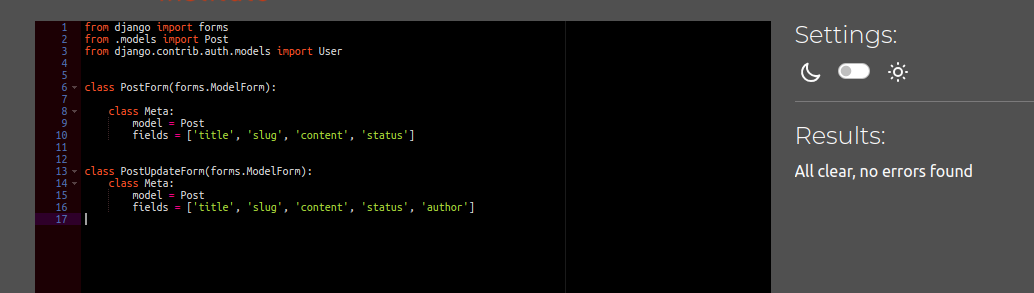 1 from django import forms
2 from .models import Post
3 from django.contrib.auth.models import User
4
5
6 class PostForm(forms.ModelForm):
7
8     class Meta:
9         model = Post
10         fields = ['title', 'slug', 'content', 'status']
11
12
13 class PostUpdateForm(forms.ModelForm):
14     class Meta:
15         model = Post
16         fields = ['title', 'slug', 'content', 'status', 'author']
17
Settings:
Results:
All clear, no errors found